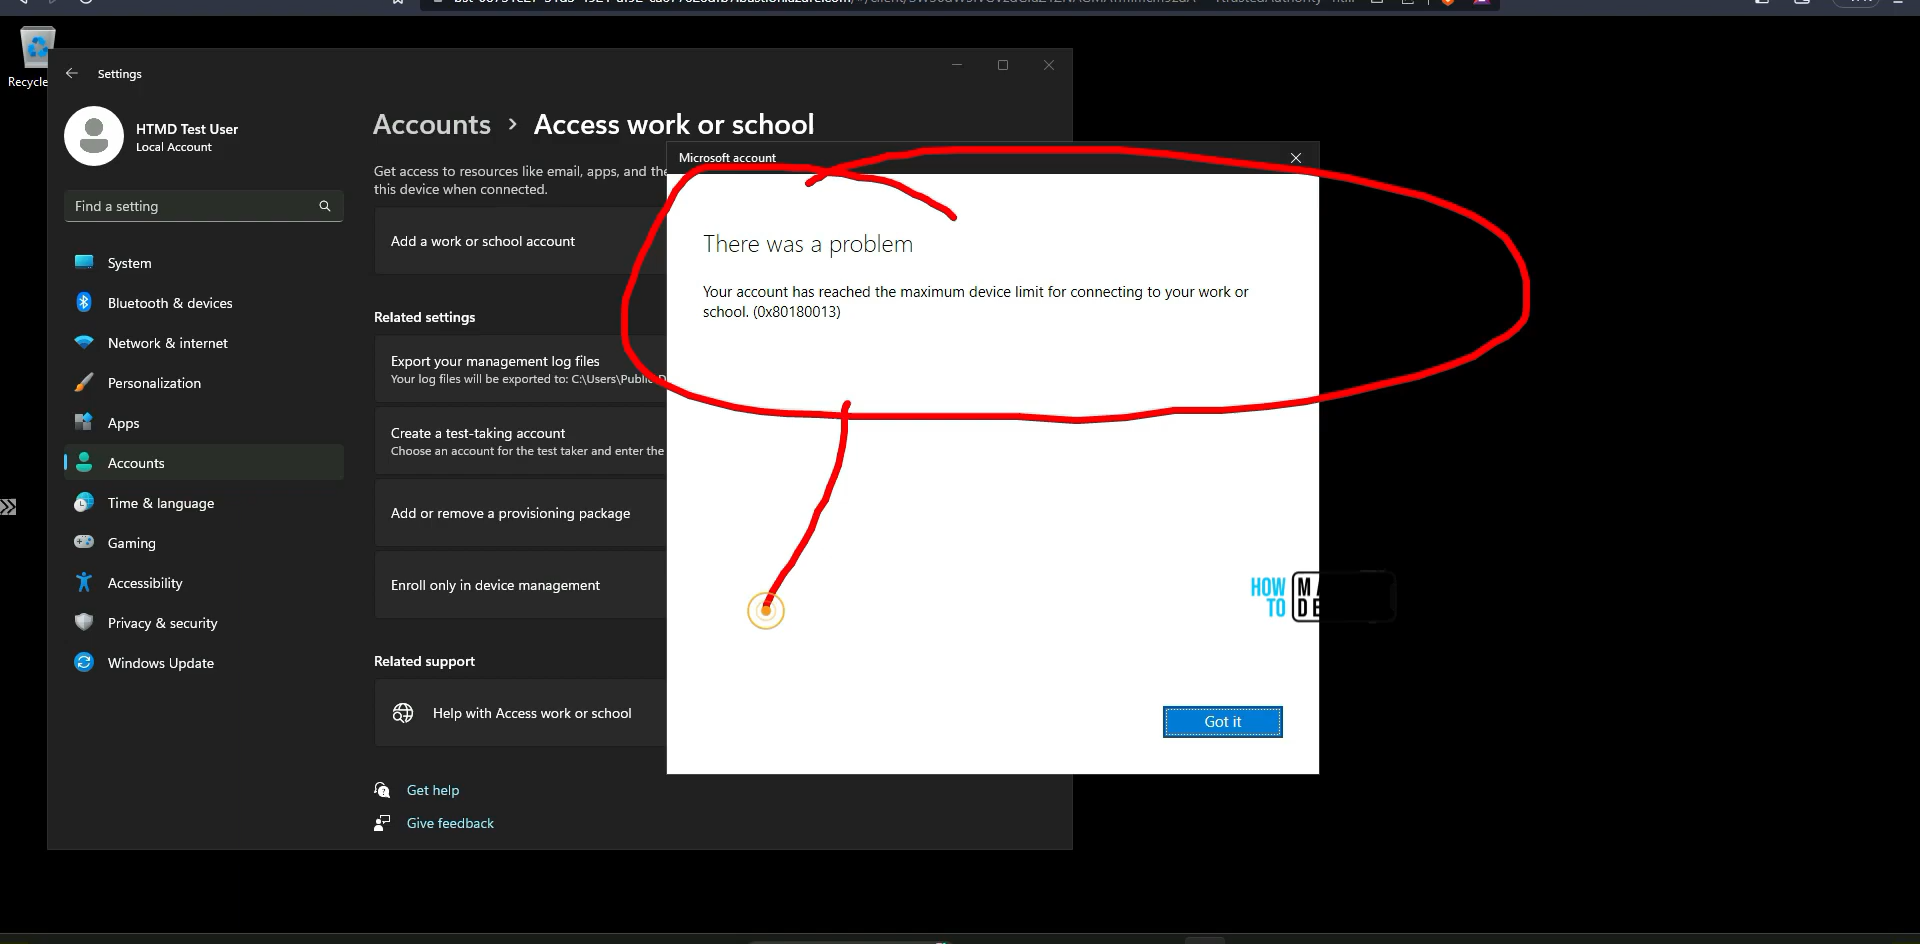 Recycle
Settings
HTMD Test User
Local Account
Find a setting
System
Bluetooth & devices
Network & internet
Personalization
Apps
Accounts
Time & language
Gaming
Accessibility
Privacy & security
Windows Update
Accounts > Access work or school
Get access to resources like email, apps, and the
this device when connected.
Add a work or school account
Related settings
Export your management log files
Your log files will be exported to: C:\Users\Public\D
Create a test-taking account
Choose an account for the test taker and enter the
Add or remove a provisioning package
Enroll only in device management
Related support
Help with Access work or school
Get help
Give feedback
Microsoft account
There was a problem
Your account has reached the maximum device limit for connecting to your work or
school. (0x80180013)
HOW MA
TO DE
Got it